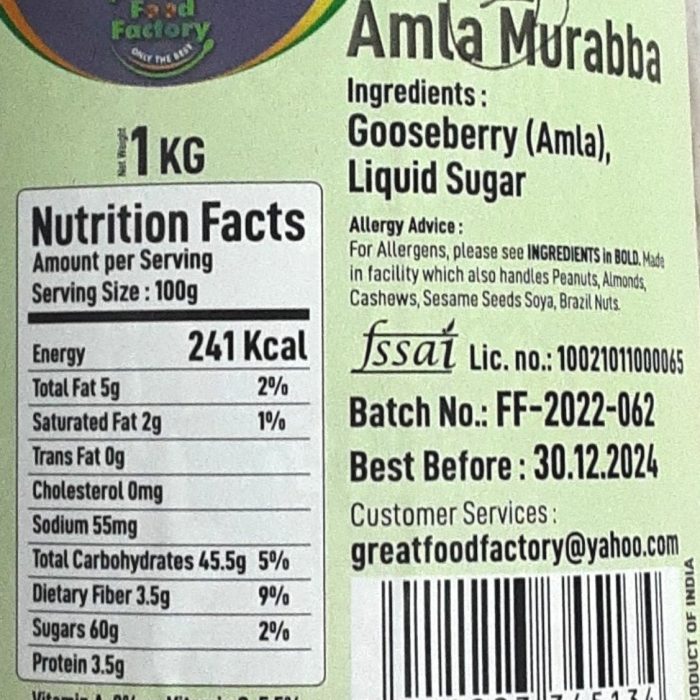 Food
Factory
ONLY THE BEST
Net Weight
1 KG
Nutrition Facts
Amount per Serving
Serving Size : 100g
Energy 241 Kcal
Total Fat 5g 2%
Saturated Fat 2g 1%
Trans Fat 0g
Cholesterol 0mg
Sodium 55mg
Total Carbohydrates 45.5g 5%
Dietary Fiber 3.5g 9%
Sugars 60g 2%
Protein 3.5g
Amla Murabba
Ingredients :
Gooseberry (Amla),
Liquid Sugar
Allergy Advice :
For Allergens, please see INGREDIENTS in BOLD. Made
in facility which also handles Peanuts, Almonds,
Cashews, Sesame Seeds Soya, Brazil Nuts.
fssai Lic. no.: 10021011000065
Batch No.: FF-2022-062
Best Before : 30.12.2024
Customer Services :
greatfoodfactory@yahoo.com
OF INDIA